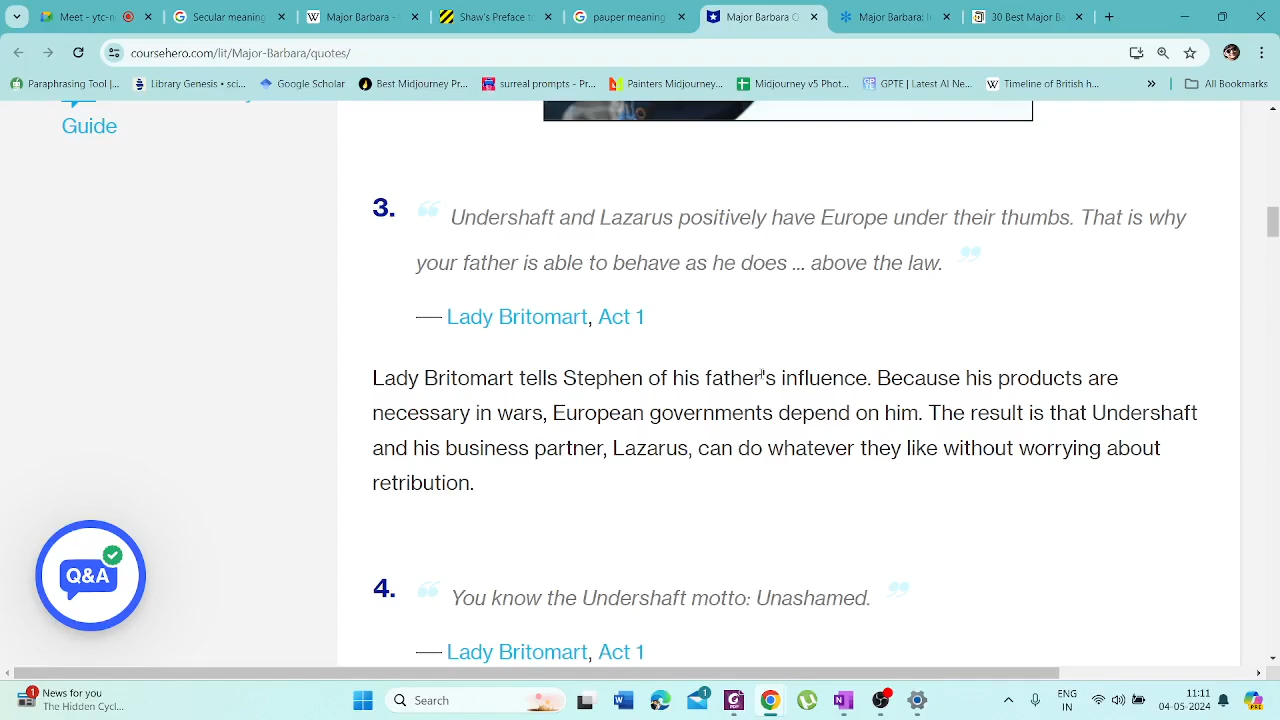 Meet - ytc-
Secular meaning
Major Barbara -
Shaw's Preface to
pauper meaning
Major Barbara Q
Major Barbara: I
30 Best Major Ba
coursehero.com/lit/Major-Barbara/quotes/
Paraphrasing Tool |...
Library Genesis • sci...
Google Scholar
Best Midjourney Pr...
surreal prompts - Pr...
Painters Midjourney...
Midjourney v5 Phot...
GPTE | Latest AI Ne...
Timeline of British h...
»
All Bookmarks
Guide
3. ❝ Undershaft and Lazarus positively have Europe under their thumbs. That is why
your father is able to behave as he does ... above the law. ❞
— Lady Britomart, Act 1
Lady Britomart tells Stephen of his father's influence. Because his products are
necessary in wars, European governments depend on him. The result is that Undershaft
and his business partner, Lazarus, can do whatever they like without worrying about
retribution.
4. ❝ You know the Undershaft motto: Unashamed. ❞
— Lady Britomart, Act 1
Q&A
1
News for you
The Hidden Cycl...
Search
1
ENG
IN
11:11
04-05-2024